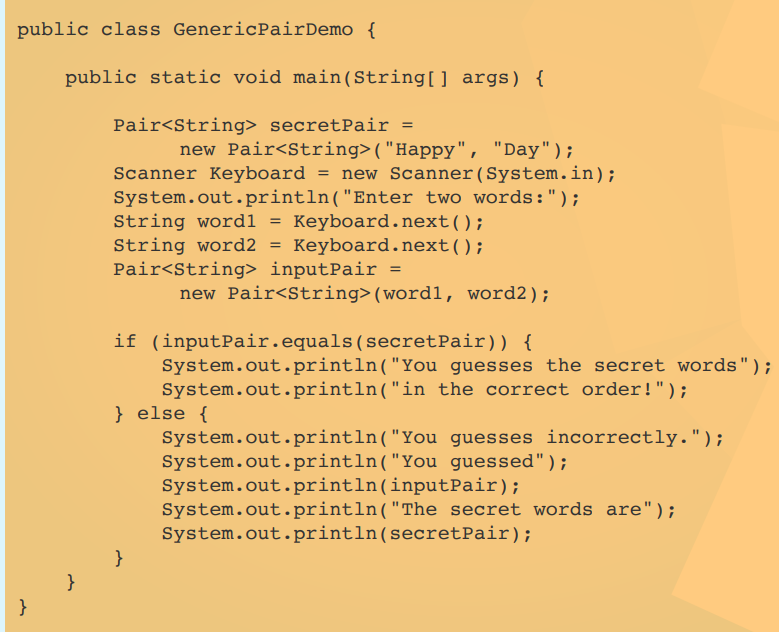 public class GenericPairDemo {
public static void main(String[] args) {
Pair<String> secretPair =
new Pair<String>("Happy", "Day");
Scanner Keyboard = new Scanner(System.in);
System.out.println("Enter two words:");
String word1 = Keyboard.next();
String word2 = Keyboard.next();
Pair<String> inputPair =
new Pair<String>(word1, word2);
if (inputPair.equals(secretPair)) {
System.out.println("You guesses the secret words");
System.out.println("in the correct order!");
} else {
System.out.println("You guesses incorrectly.");
System.out.println("You guessed");
System.out.println(inputPair);
System.out.println("The secret words are");
System.out.println(secretPair);
}
}
}